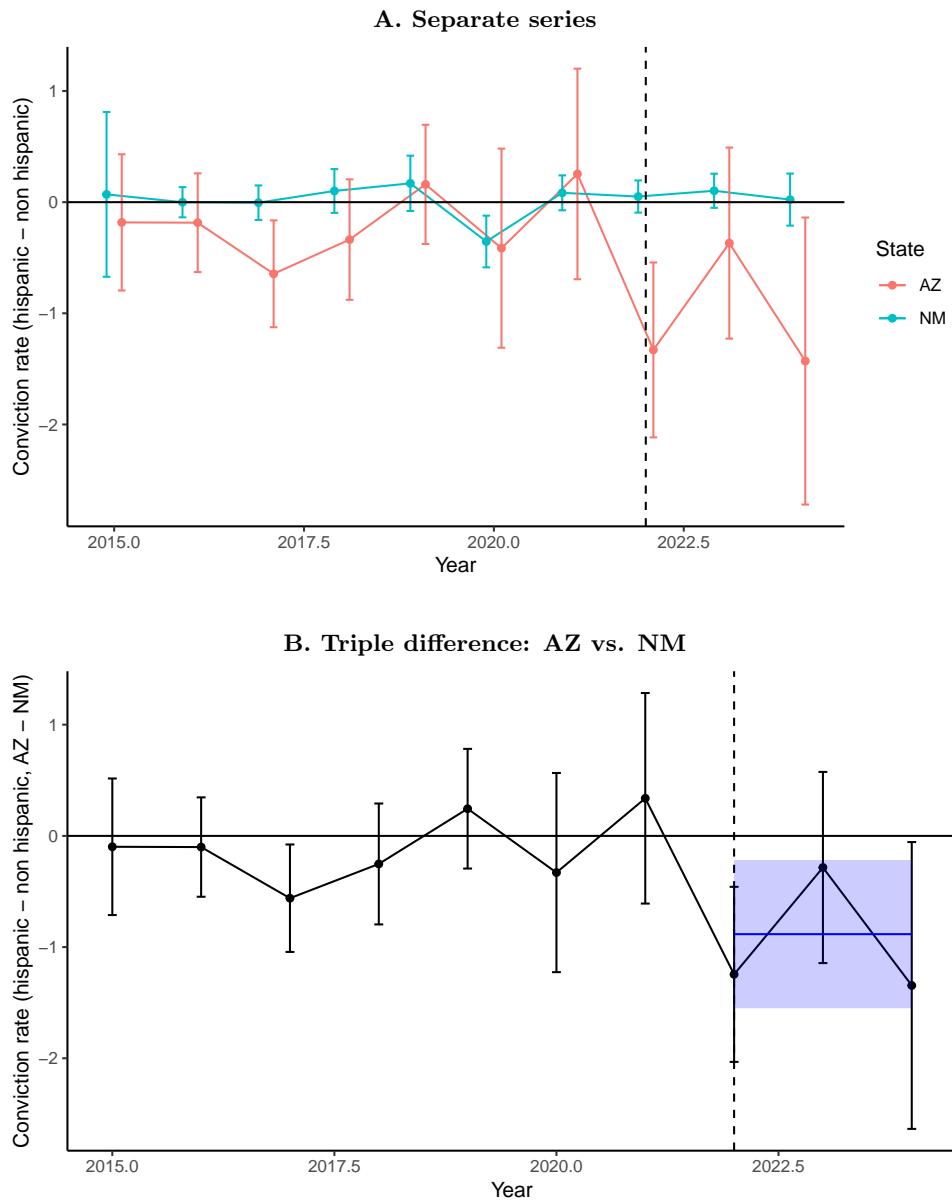 A. Separate series
Conviction rate (hispanic − non hispanic)
1
0
−1
−2
2015.0
2017.5
2020.0
2022.5
Year
State
AZ
NM
B. Triple difference: AZ vs. NM
Conviction rate (hispanic − non hispanic, AZ − NM)
1
0
−1
−2
2015.0
2017.5
2020.0
2022.5
Year